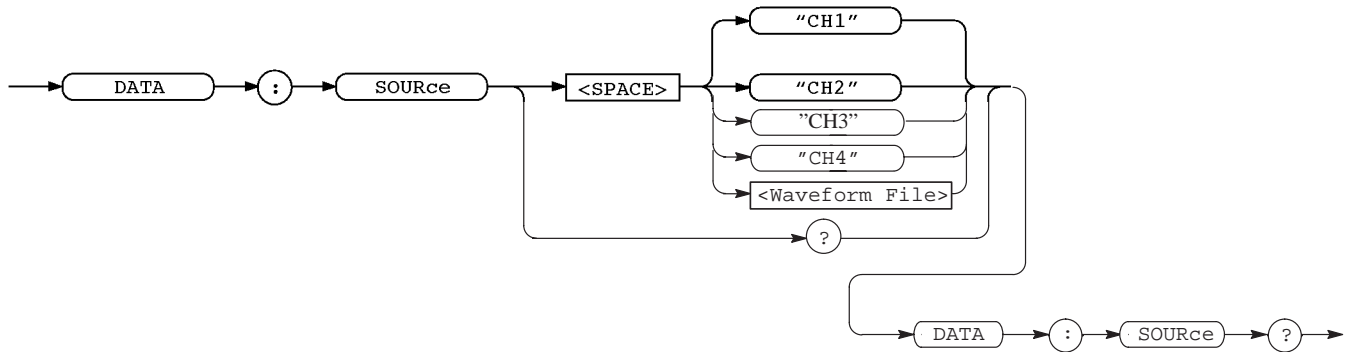 "CH1"
DATA : SOURce <SPACE> "CH2"
"CH3"
"CH4"
<Waveform File>
?
DATA : SOURce ?